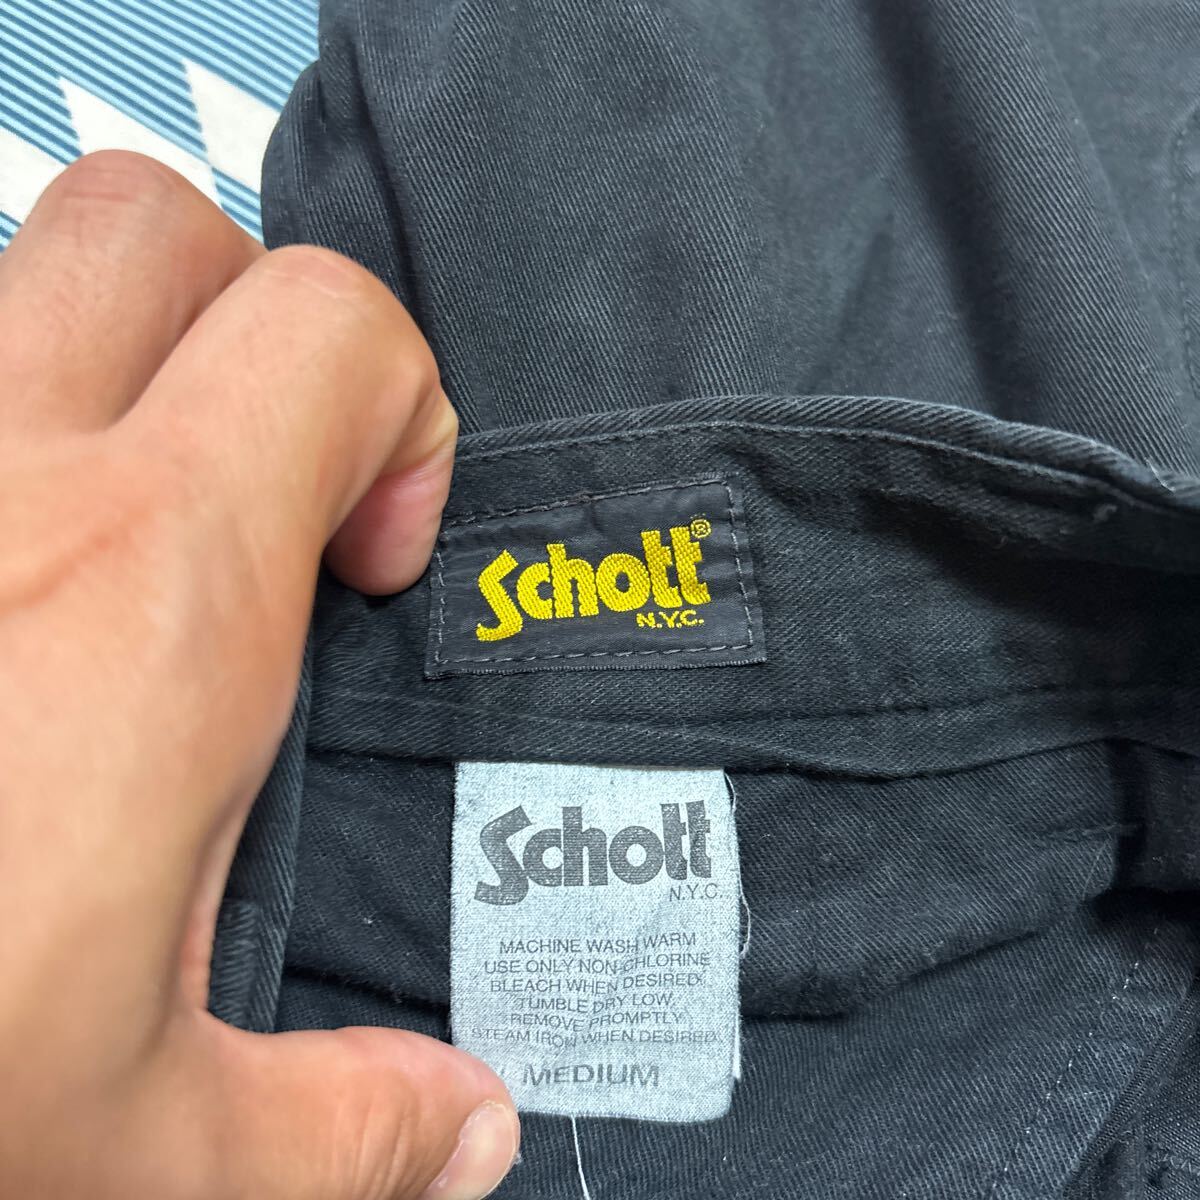 Schott®
N.Y.C.
Schott
N.Y.C.
MACHINE WASH WARM
USE ONLY NON-CHLORINE
BLEACH WHEN DESIRED.
TUMBLE DRY LOW.
REMOVE PROMPTLY.
STEAM IRON WHEN DESIRED.
MEDIUM